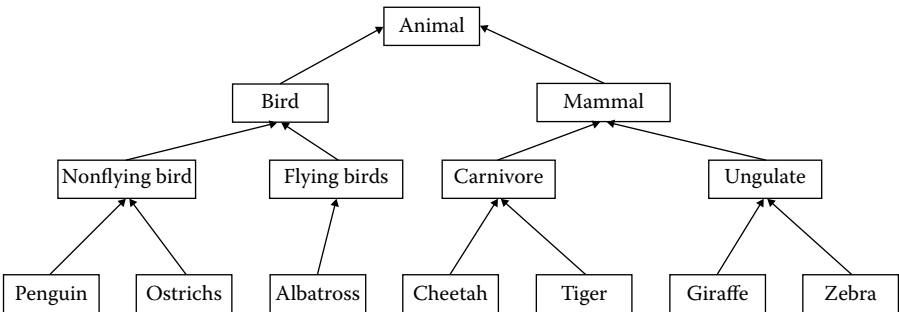 Animal
Bird
Mammal
Nonflying bird
Flying birds
Carnivore
Ungulate
Penguin
Ostrichs
Albatross
Cheetah
Tiger
Giraffe
Zebra